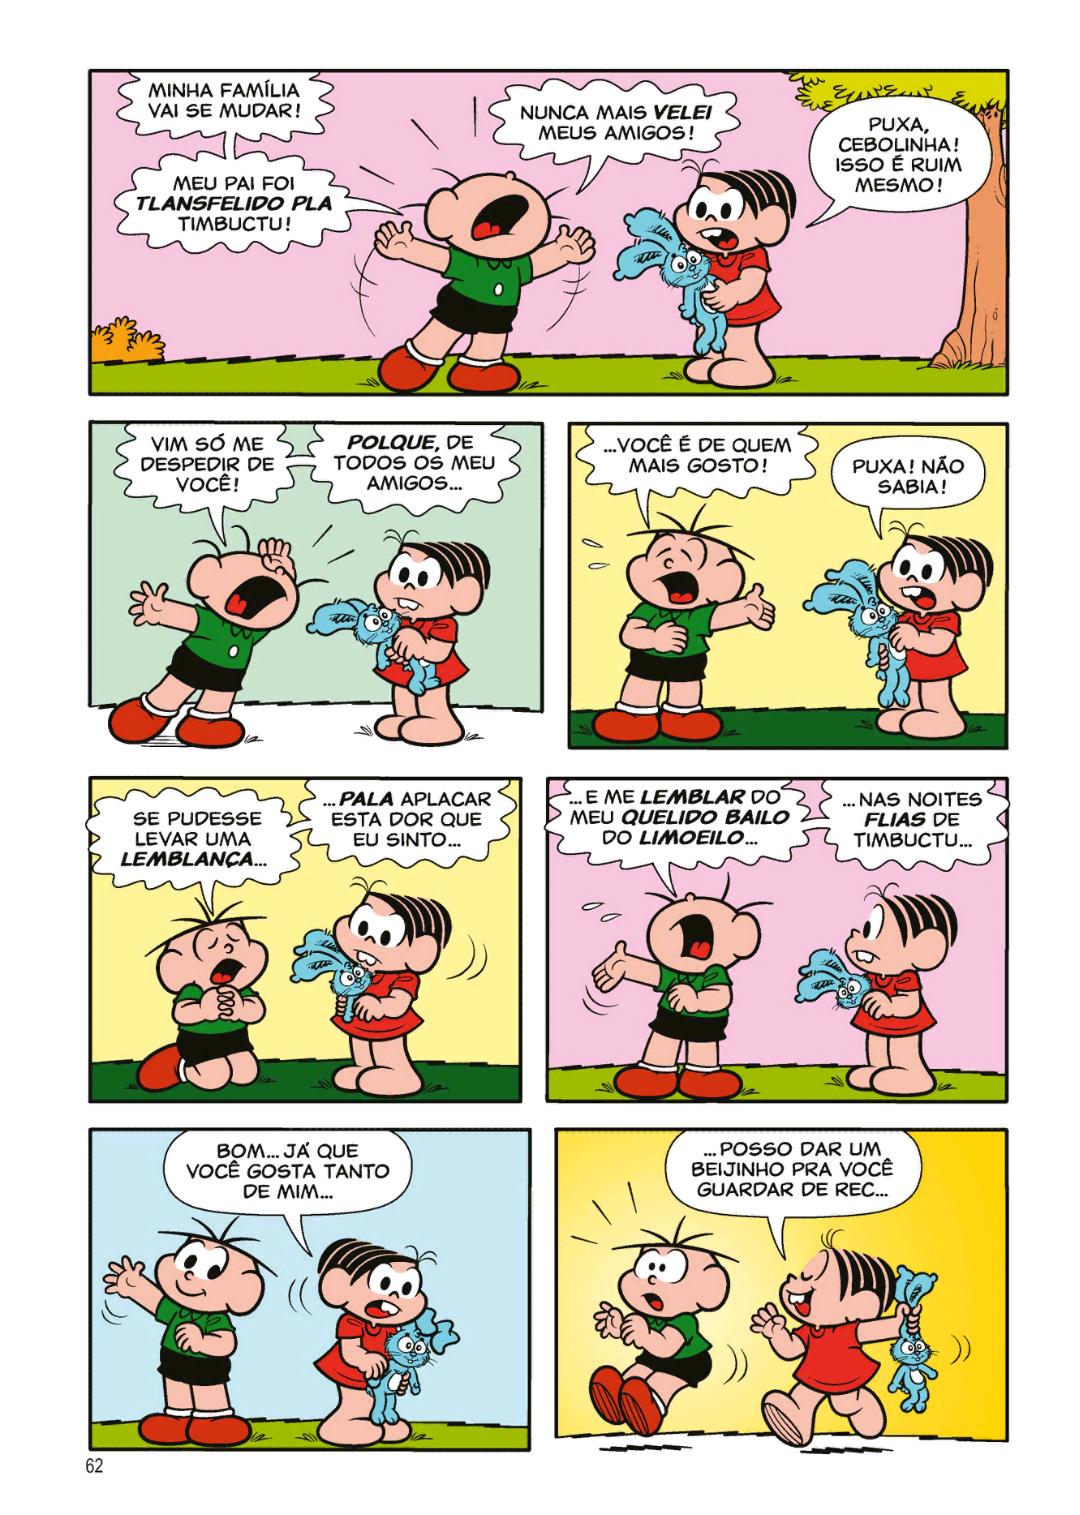 MINHA FAMÍLIA
VAI SE MUDAR!
MEU PAI FOI
TLANSFELIDO PLA
TIMBUCTU!
NUNCA MAIS VELEI
MEUS AMIGOS!
PUXA,
CEBOLINHA!
ISSO É RUIM
MESMO!
VIM SÓ ME
DESPEDIR DE
VOCÊ!
POLQUE, DE
TODOS OS MEU
AMIGOS...
...VOCÊ É DE QUEM
MAIS GOSTO!
PUXA! NÃO
SABIA!
SE PUDESSE
LEVAR UMA
LEMBLANÇA...
...PALA APLACAR
ESTA DOR QUE
EU SINTO...
...E ME LEMBLAR DO
MEU QUELIDO BAILO
DO LIMOEILO...
...NAS NOITES
FLIAS DE
TIMBUCTU...
BOM... JÁ QUE
VOCÊ GOSTA TANTO
DE MIM...
...POSSO DAR UM
BEIJINHO PRA VOCÊ
GUARDAR DE REC...
62